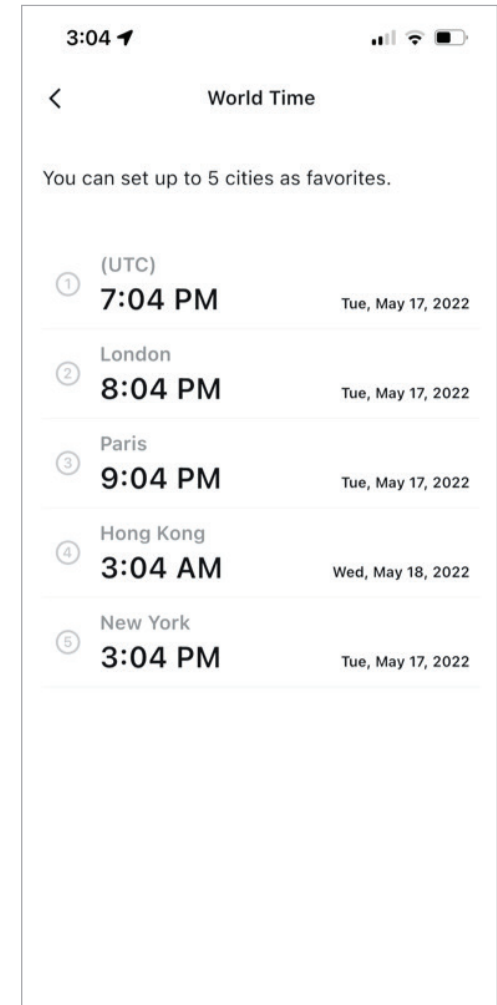 3:04
World Time
You can set up to 5 cities as favorites.
1
(UTC)
7:04 PM
Tue, May 17, 2022
2
London
8:04 PM
Tue, May 17, 2022
3
Paris
9:04 PM
Tue, May 17, 2022
4
Hong Kong
3:04 AM
Wed, May 18, 2022
5
New York
3:04 PM
Tue, May 17, 2022